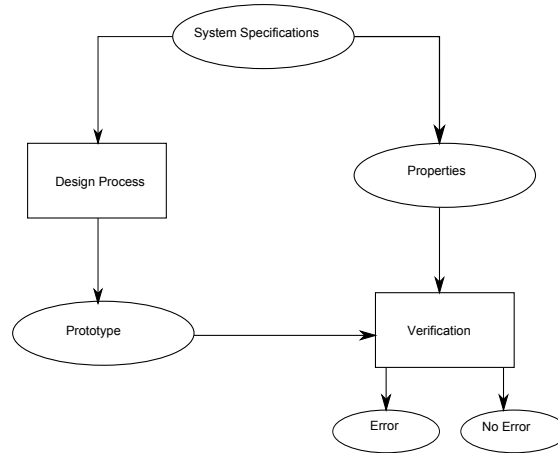 System Specifications
Design Process
Properties
Prototype
Verification
Error
No Error